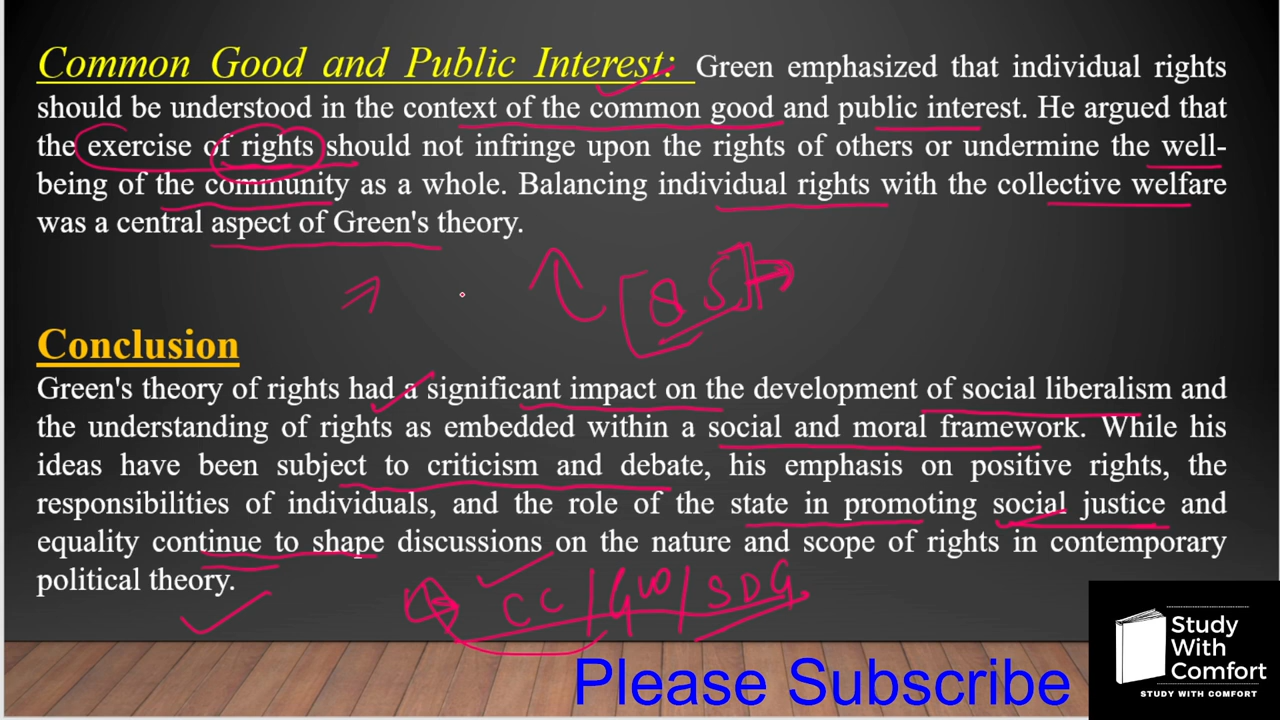 Common Good and Public Interest: Green emphasized that individual rights
should be understood in the context of the common good and public interest. He argued that
the exercise of rights should not infringe upon the rights of others or undermine the well-
being of the community as a whole. Balancing individual rights with the collective welfare
was a central aspect of Green's theory.
Conclusion
Green's theory of rights had a significant impact on the development of social liberalism and
the understanding of rights as embedded within a social and moral framework. While his
ideas have been subject to criticism and debate, his emphasis on positive rights, the
responsibilities of individuals, and the role of the state in promoting social justice and
equality continue to shape discussions on the nature and scope of rights in contemporary
political theory.
CC/GW/SDG
Please Subscribe
Study
With
Comfort
STUDY WITH COMFORT